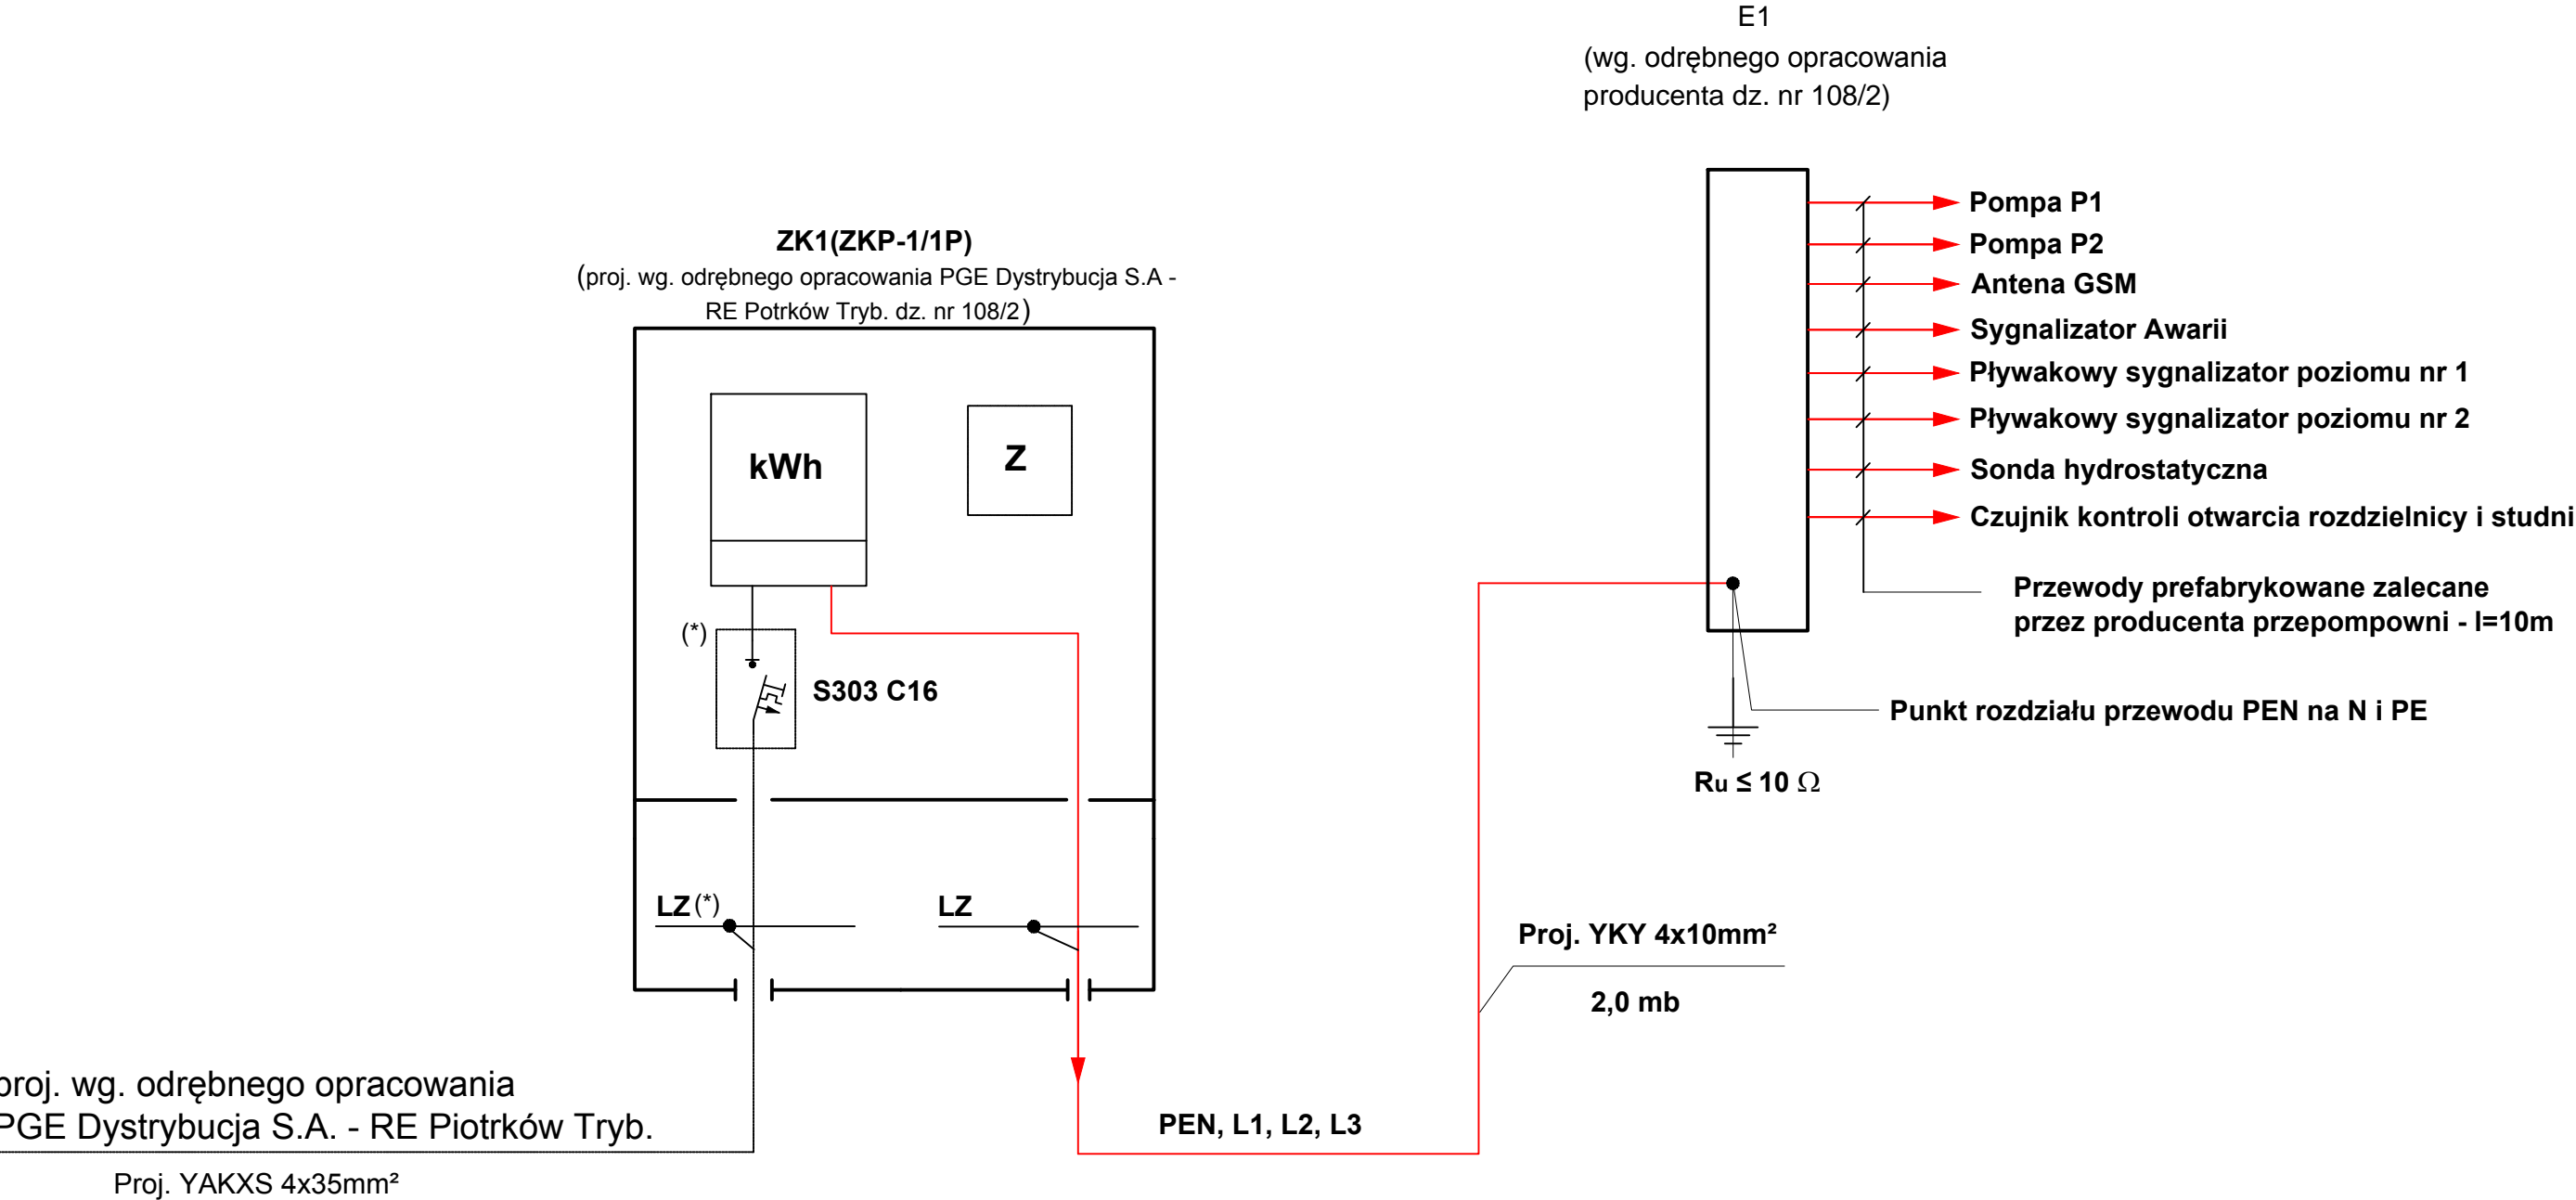 E1
(wg. odrębnego opracowania
producenta dz. nr 108/2)
ZK1(ZKP-1/1P)
(proj. wg. odrębnego opracowania PGE Dystrybucja S.A -
RE Potrków Tryb. dz. nr 108/2)
kWh
Z
(*)
S303 C16
LZ (*)
LZ
Pompa P1
Pompa P2
Antena GSM
Sygnalizator Awarii
Pływakowy sygnalizator poziomu nr 1
Pływakowy sygnalizator poziomu nr 2
Sonda hydrostatyczna
Czujnik kontroli otwarcia rozdzielnicy i studni
Przewody prefabrykowane zalecane
przez producenta przepompowni - l=10m
Punkt rozdziału przewodu PEN na N i PE
Ru ≤ 10 Ω
Proj. YKY 4x10mm²
2,0 mb
PEN, L1, L2, L3
proj. wg. odrębnego opracowania
PGE Dystrybucja S.A. - RE Piotrków Tryb.
Proj. YAKXS 4x35mm²